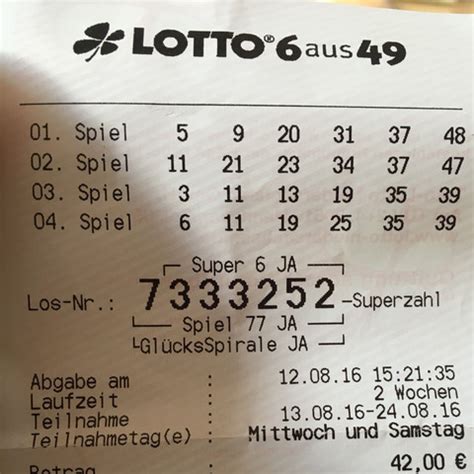 LOTTO® 6aus49
01. Spiel 5 9 20 31 37 48
02. Spiel 11 21 23 34 37 47
03. Spiel 3 11 13 19 35 39
04. Spiel 6 11 19 25 35 39
Super 6 JA
Los-Nr.: 7333252-Superzahl
Spiel 77 JA
GlücksSpirale JA
Abgabe am : 12.08.16 15:21:35
Laufzeit : 2 Wochen
Teilnahme : 13.08.16-24.08.16
Teilnahmetag(e) : Mittwoch und Samstag
Betrag 42,00 €